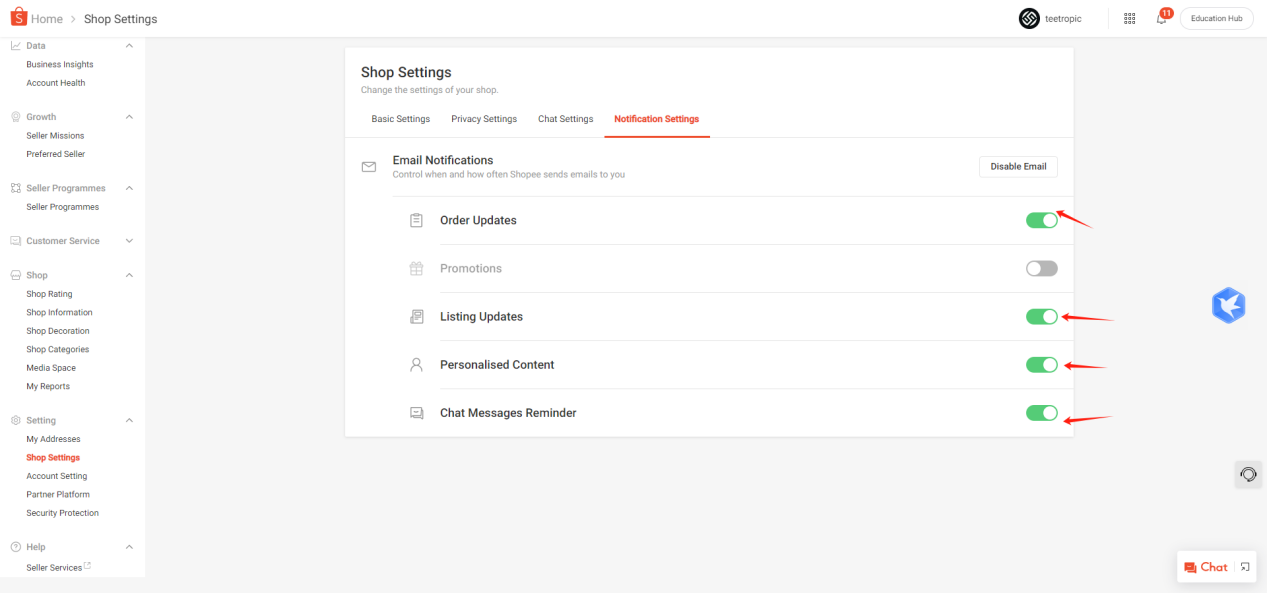 S Home > Shop Settings
teetropic
11
Education Hub
Data
Business Insights
Account Health
Growth
Seller Missions
Preferred Seller
Seller Programmes
Seller Programmes
Customer Service
Shop
Shop Rating
Shop Information
Shop Decoration
Shop Categories
Media Space
My Reports
Setting
My Addresses
Shop Settings
Account Setting
Partner Platform
Security Protection
Help
Seller Services
Shop Settings
Change the settings of your shop.
Basic Settings Privacy Settings Chat Settings Notification Settings
Email Notifications
Control when and how often Shopee sends emails to you
Disable Email
Order Updates
Promotions
Listing Updates
Personalised Content
Chat Messages Reminder
Chat